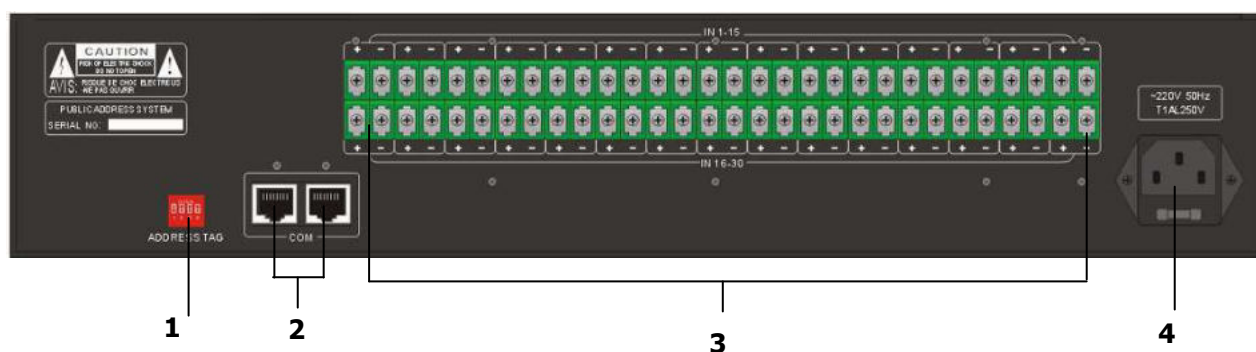 IN 1-15
+ - + - + - + - + - + - + - + - + - + - + - + - + - + - + -
CAUTION
RISK OF ELECTRIC SHOCK
DO NOT OPEN
AVIS:
PUBLIC ADDRESS SYSTEM
SERIAL NO:
~220V 50Hz
T1AL250V
+ - + - + - + - + - + - + - + - + - + - + - + - + - + - + -
IN 16-30
ADDRESS TAG
COM
1
2
3
4